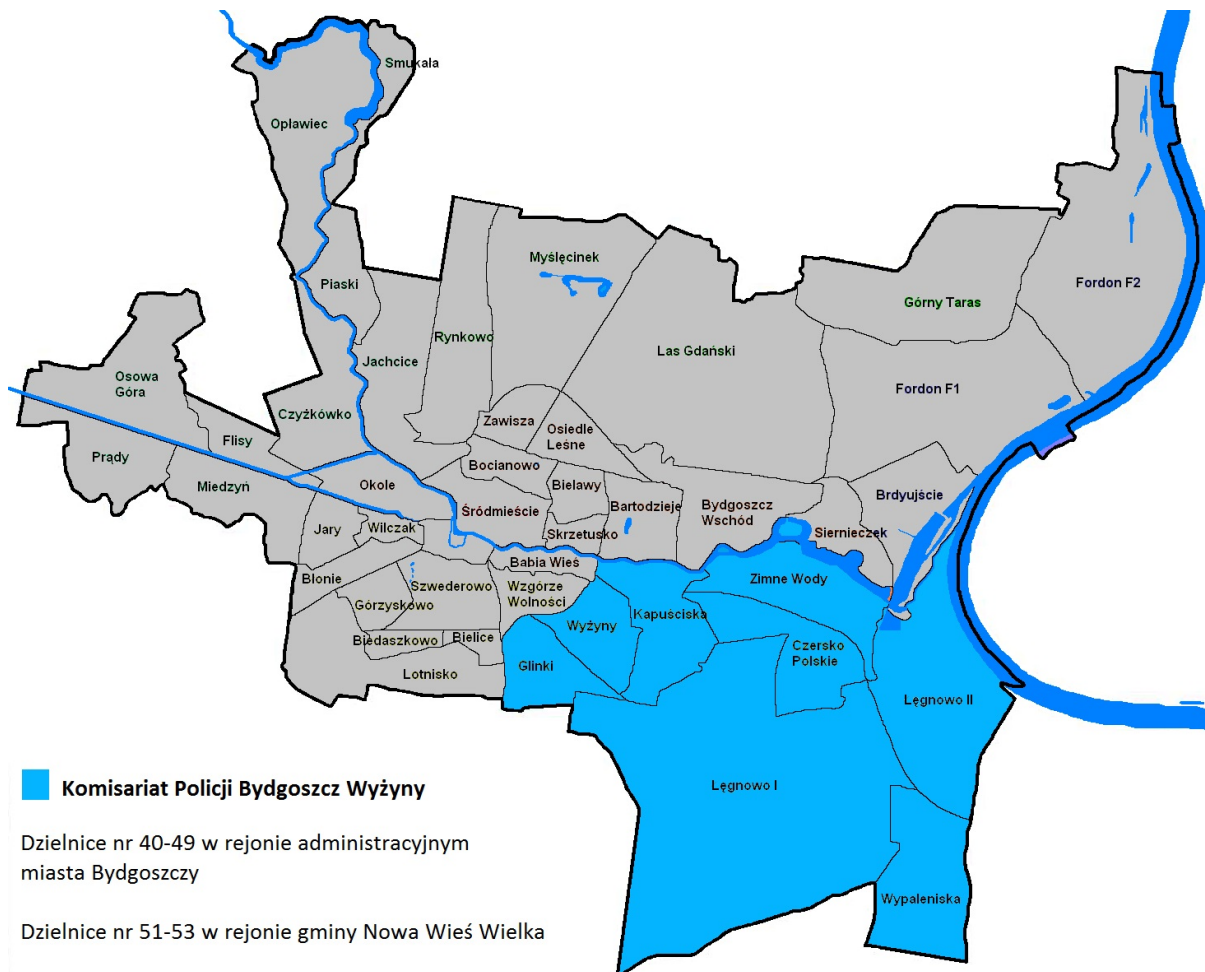 Smukała
Opławiec
Piaski
Myślęcinek
Fordon F2
Górny Taras
Rynkowo
Las Gdański
Jachcice
Osowa
Góra
Fordon F1
Czyżkówko
Zawisza
Osiedle
Leśne
Flisy
Prądy
Bocianowo
Miedzyń
Okole
Bielawy
Brdyujście
Śródmieście
Bartodzieje
Bydgoszcz
Wschód
Jary
Wilczak
Skrzetusko
Siernieczek
Babia Wieś
Błonie
Szwederowo
Wzgórze
Wolności
Zimne Wody
Górzyskowo
Wyżyny
Kapuściska
Biedaszkowo
Bielice
Czersko
Polskie
Glinki
Lotnisko
Lęgnowo II
Lęgnowo I
Wypaleniska
Komisariat Policji Bydgoszcz Wyżyny
Dzielnice nr 40-49 w rejonie administracyjnym
miasta Bydgoszczy
Dzielnice nr 51-53 w rejonie gminy Nowa Wieś Wielka